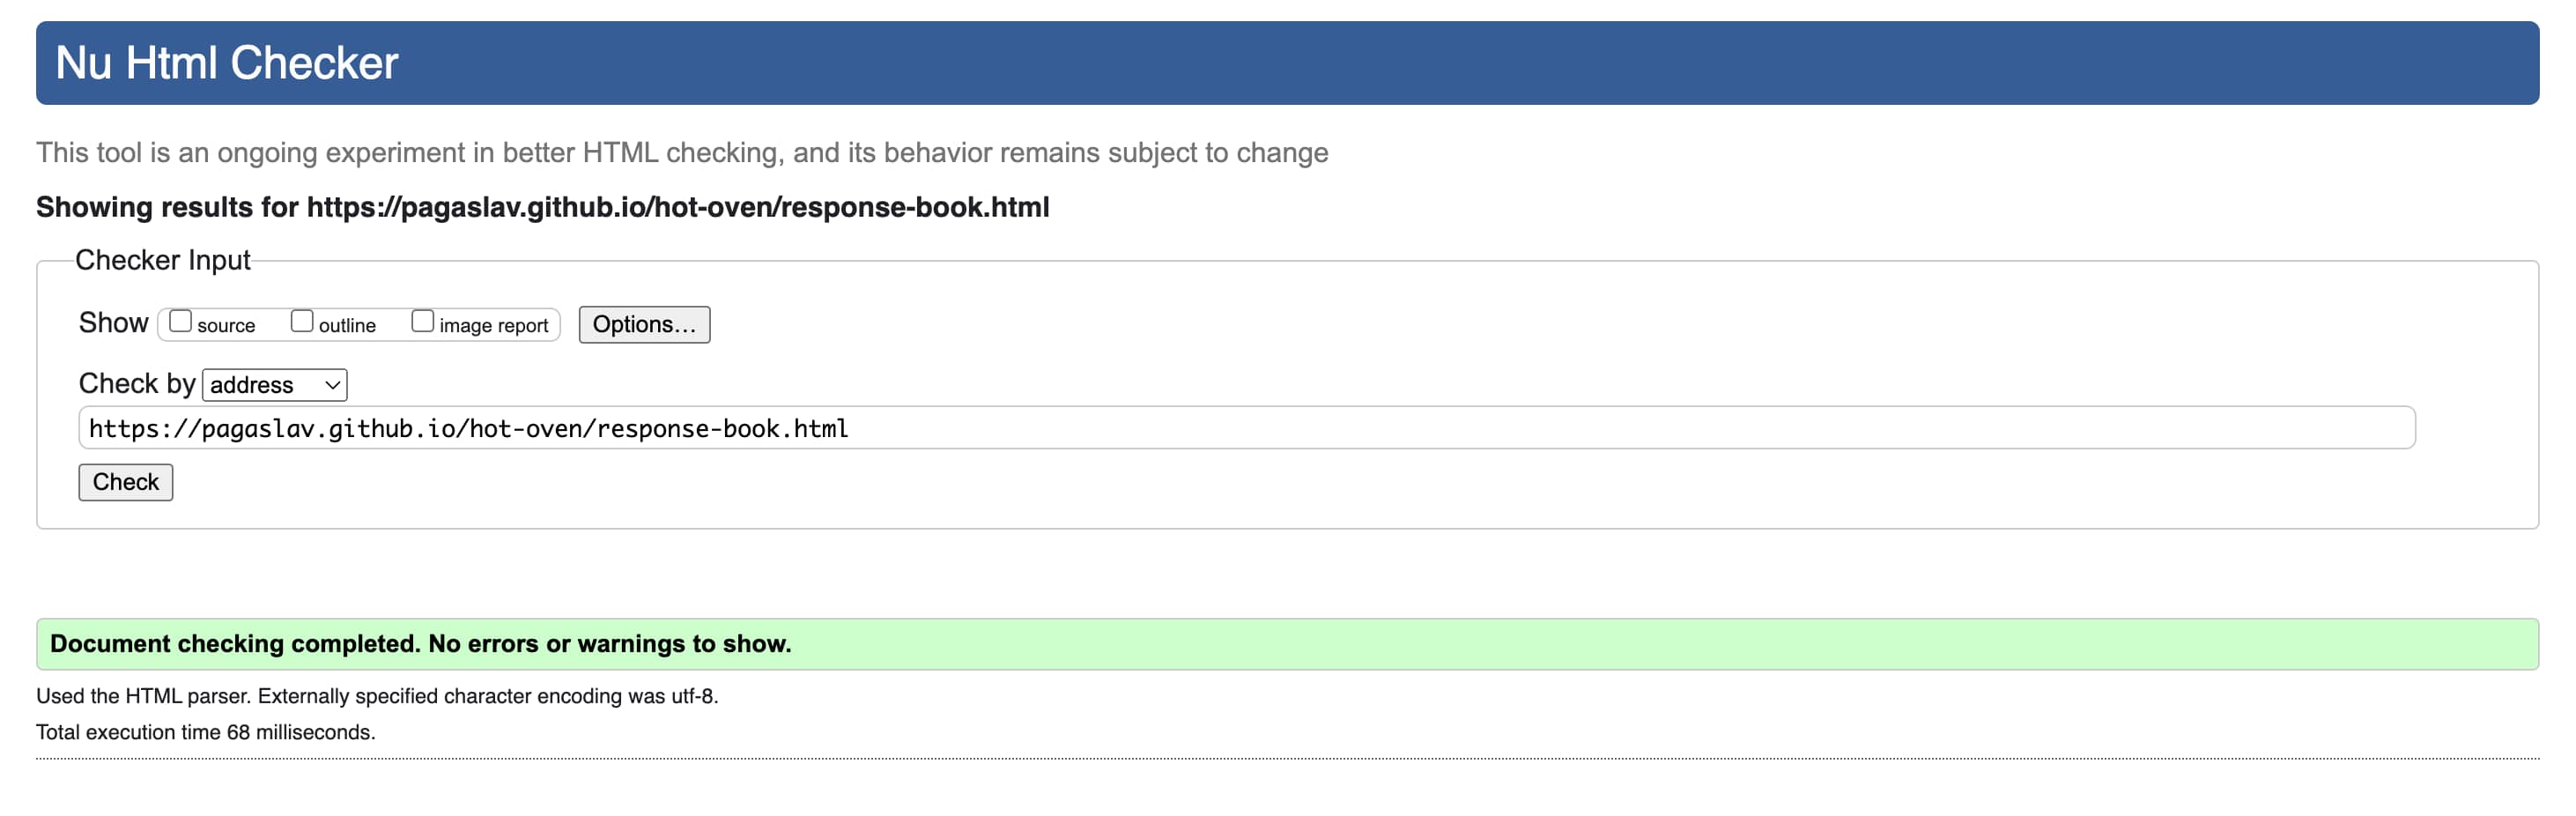 Nu Html Checker
This tool is an ongoing experiment in better HTML checking, and its behavior remains subject to change
Showing results for https://pagaslav.github.io/hot-oven/response-book.html
Checker Input
Show source outline image report Options...
Check by address
https://pagaslav.github.io/hot-oven/response-book.html
Check
Document checking completed. No errors or warnings to show.
Used the HTML parser. Externally specified character encoding was utf-8.
Total execution time 68 milliseconds.